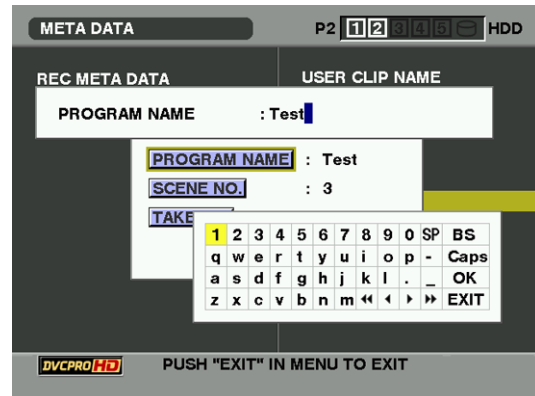 META DATA P2 1 2 3 4 5 HDD
REC META DATA USER CLIP NAME
PROGRAM NAME : Test
PROGRAM NAME : Test
SCENE NO. : 3
TAKE
1 2 3 4 5 6 7 8 9 0 SP BS
q w e r t y u i o p - Caps
a s d f g h j k l . _ OK
z x c v b n m EXIT
DVCPRO HD PUSH "EXIT" IN MENU TO EXIT